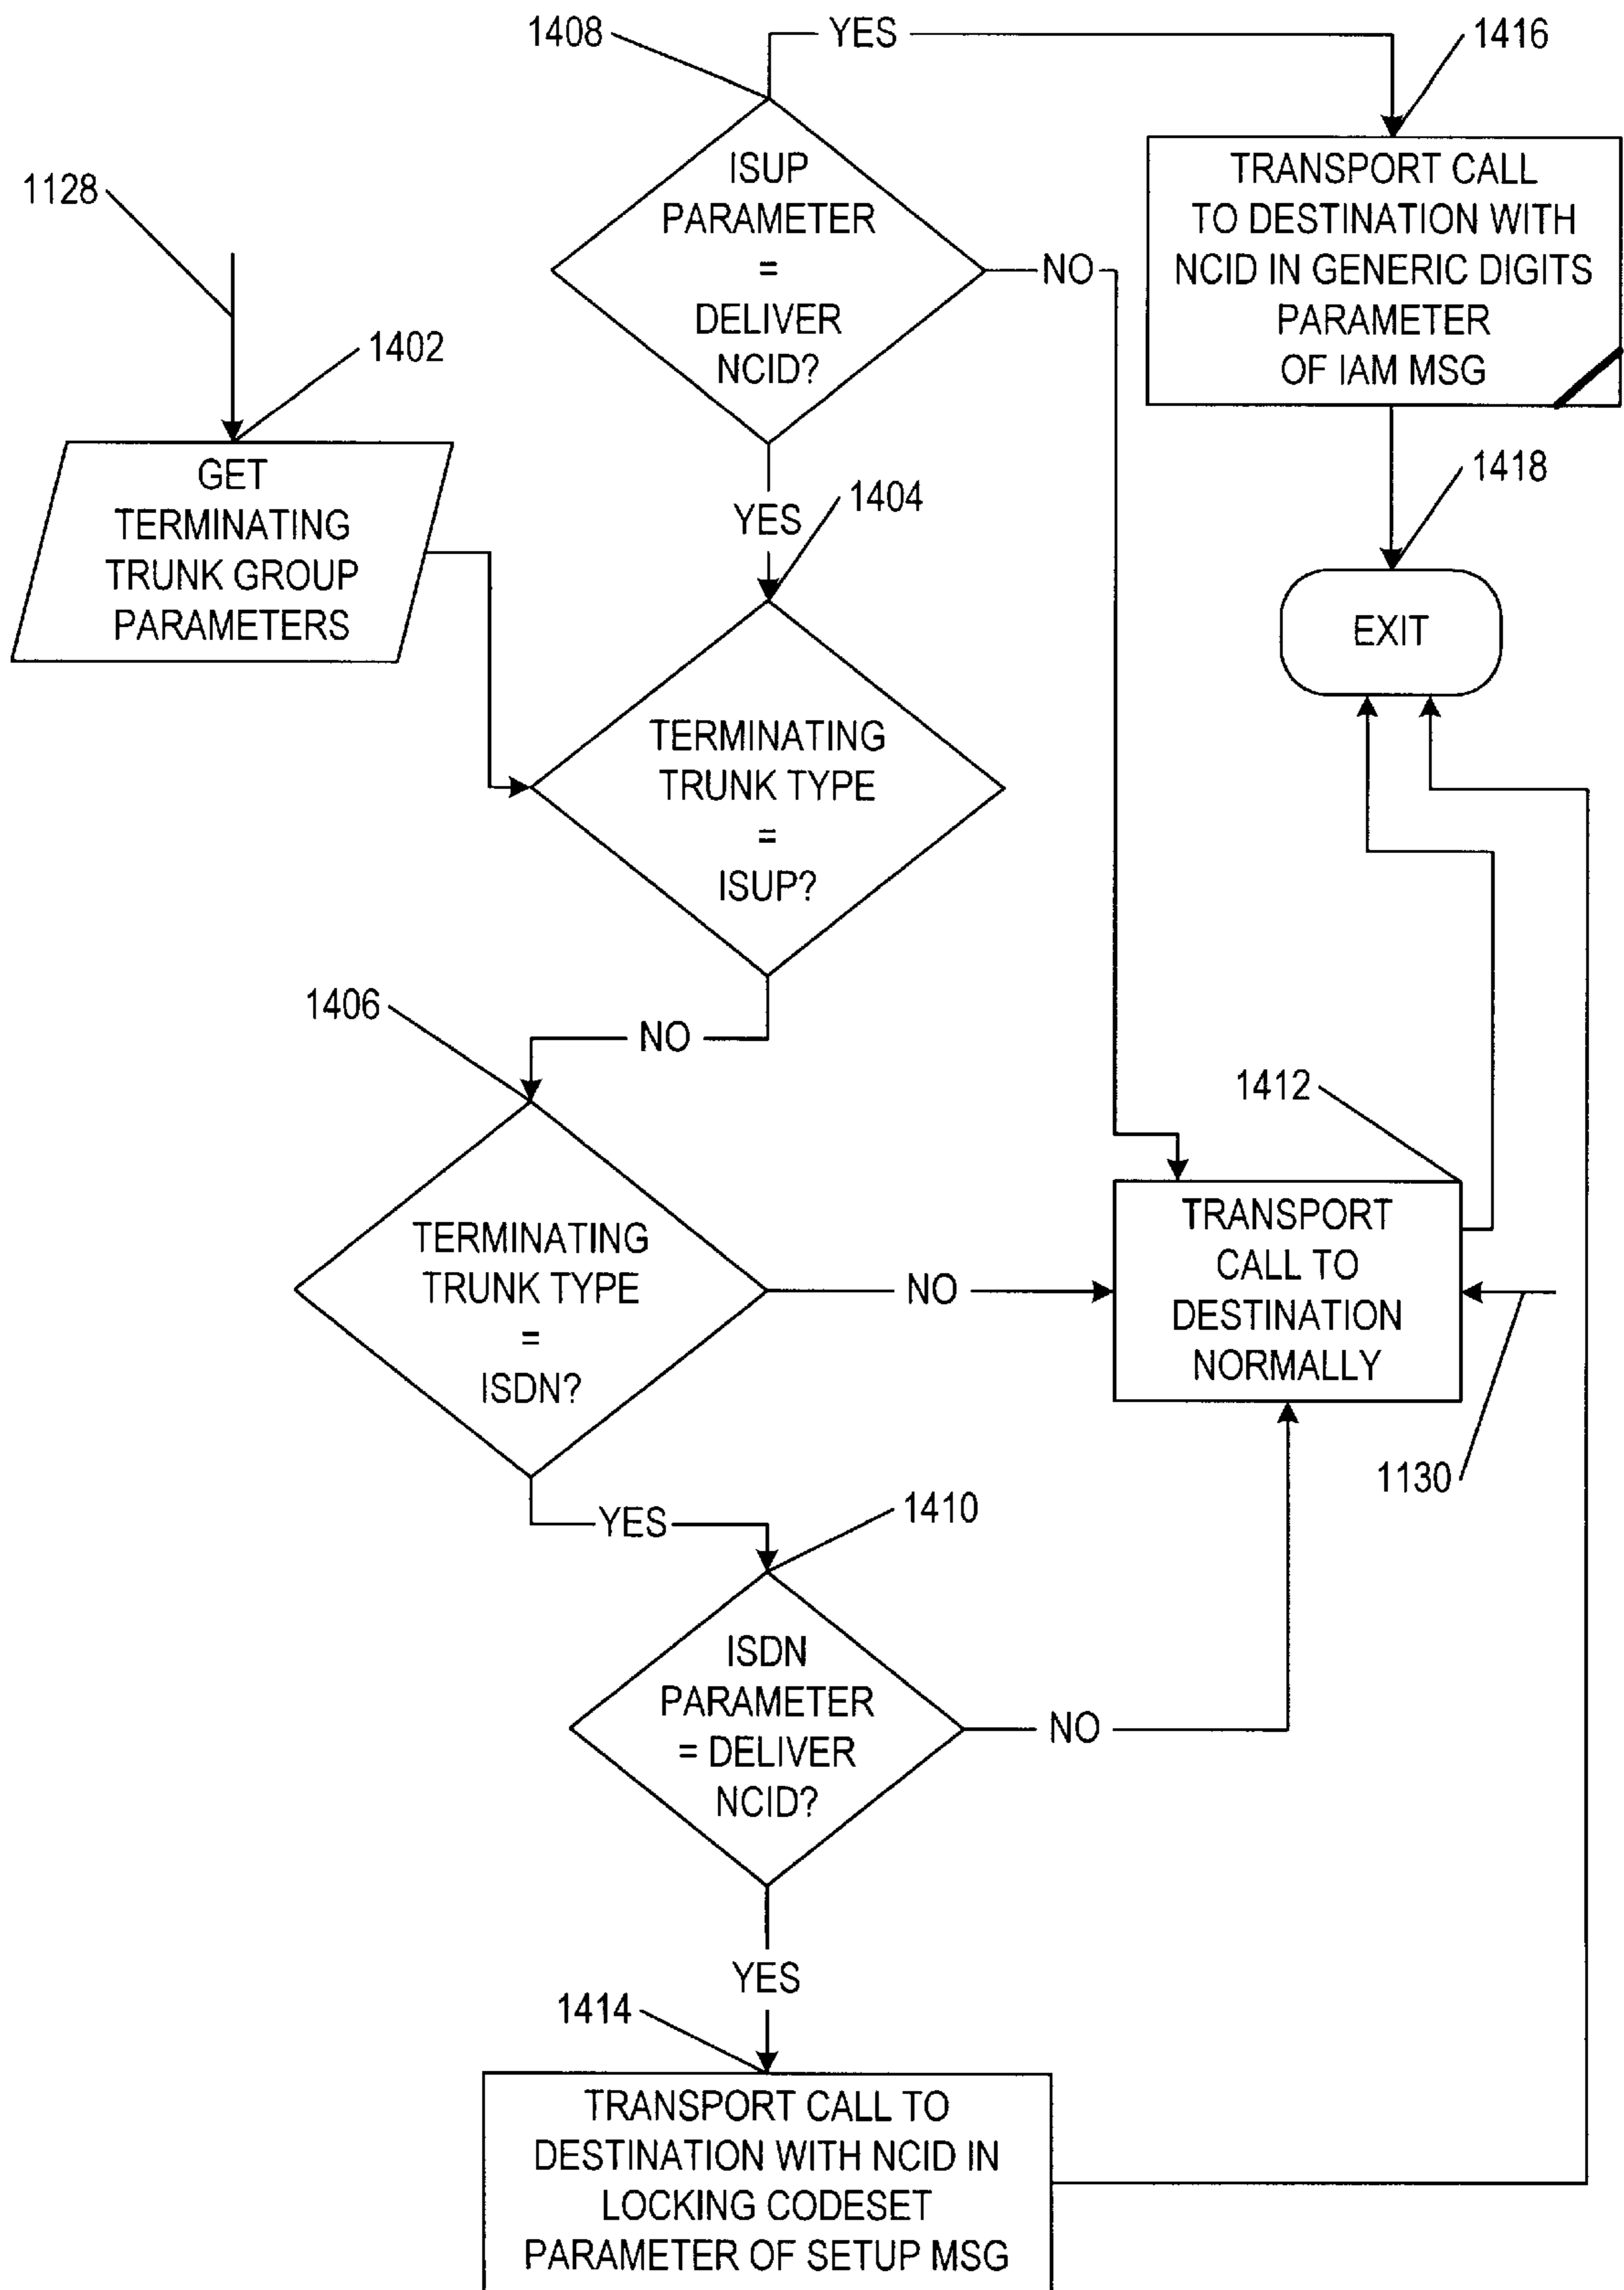 1408
YES
1416
ISUP
PARAMETER
=
DELIVER
NCID?
NO
TRANSPORT CALL
TO DESTINATION WITH
NCID IN GENERIC DIGITS
PARAMETER
OF IAM MSG
1128
1402
GET
TERMINATING
TRUNK GROUP
PARAMETERS
YES
1404
1418
EXIT
TERMINATING
TRUNK TYPE
=
ISUP?
1406
NO
1412
TERMINATING
TRUNK TYPE
=
ISDN?
NO
TRANSPORT
CALL TO
DESTINATION
NORMALLY
1130
YES
1410
ISDN
PARAMETER
= DELIVER
NCID?
NO
YES
1414
TRANSPORT CALL TO
DESTINATION WITH NCID IN
LOCKING CODESET
PARAMETER OF SETUP MSG